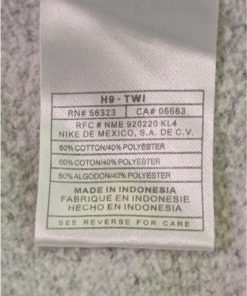 H9 - TWI
RN# 56323 CA# 05553
RFC # NME 920220 KL4
NIKE DE MEXICO, S.A. DE C.V.
60% COTTON/40% POLYESTER
60% COTON/40% POLYESTER
60% ALGODON/40% POLIESTER
MADE IN INDONESIA
FABRIQUE EN INDONESIE
HECHO EN INDONESIA
SEE REVERSE FOR CARE